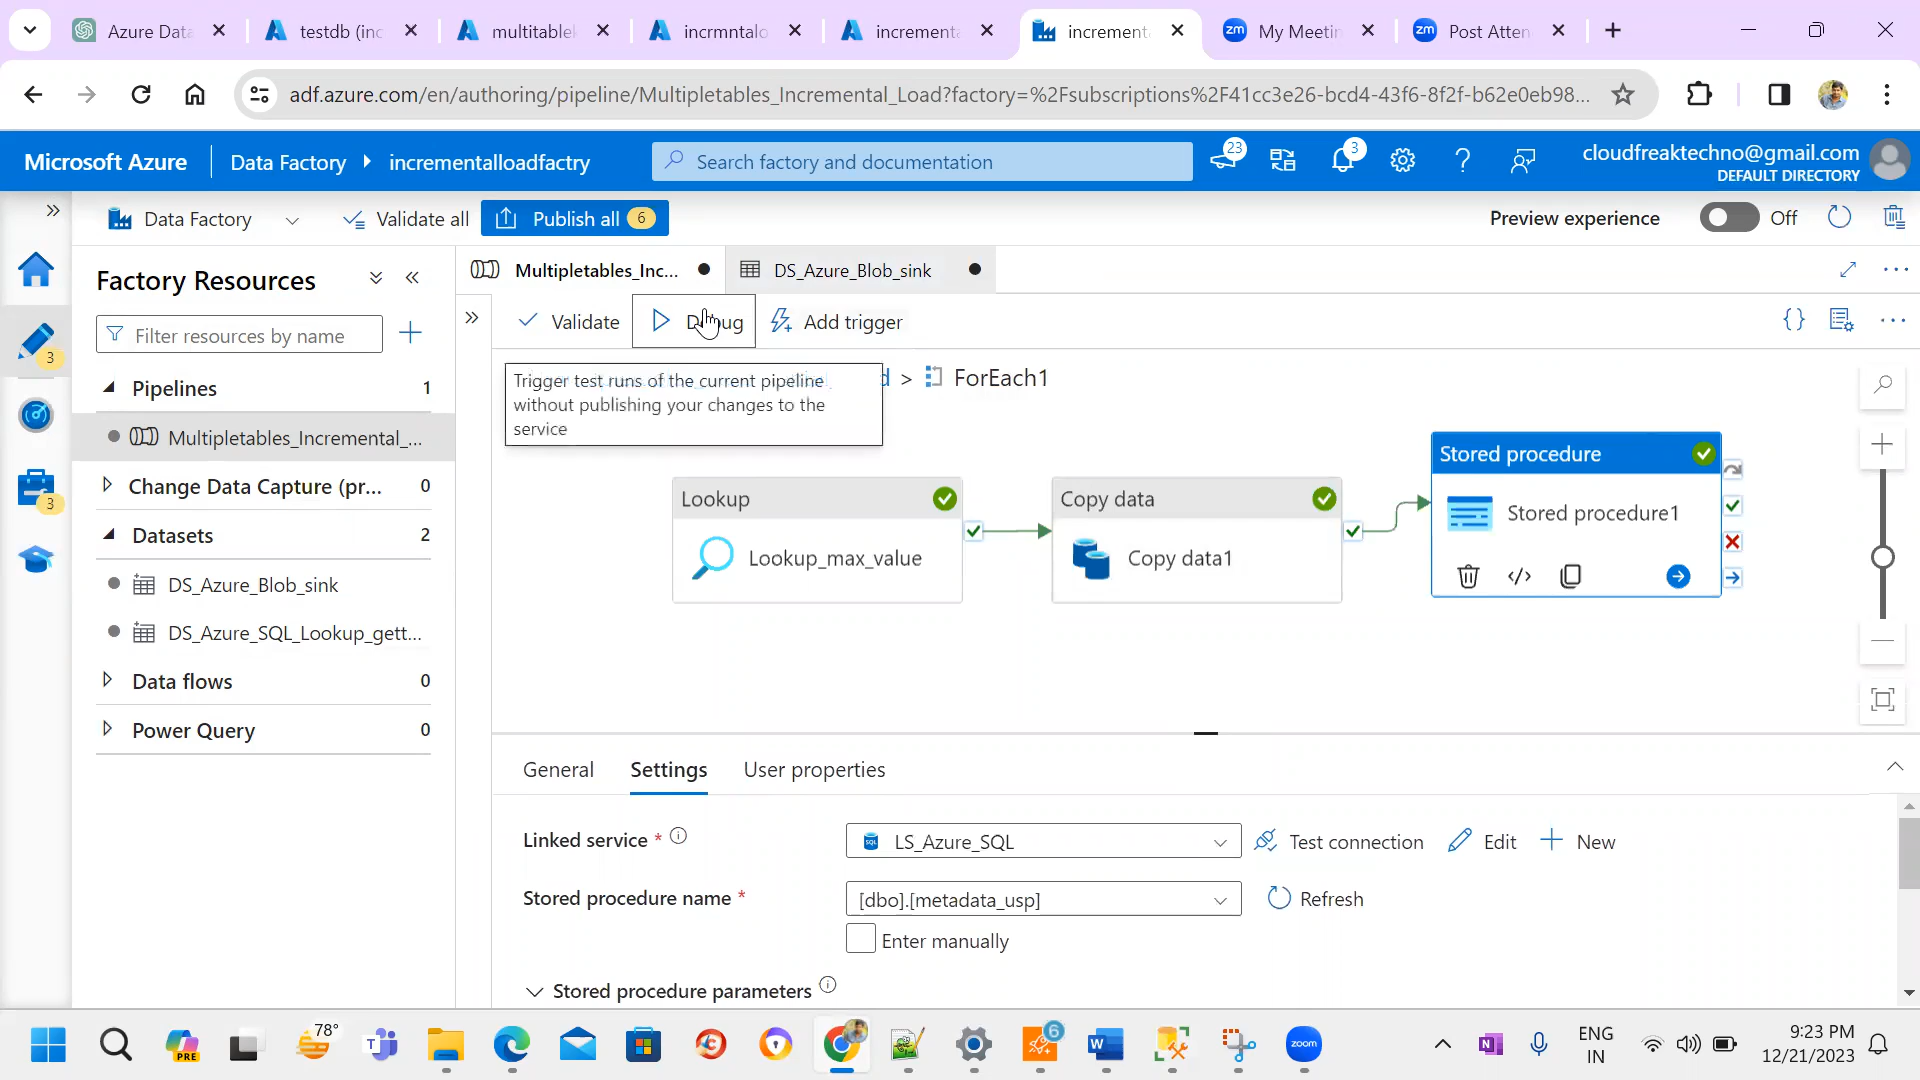 Azure Data
testdb (inc
multitablel
incrmntalo
increment
increment
My Meetin
Post Atten
adf.azure.com/en/authoring/pipeline/Multipletables_Incremental_Load?factory=%2Fsubscriptions%2F41cc3e26-bcd4-43f6-8f2f-b62e0eb98...
Microsoft Azure
Data Factory
incrementalloadfactry
Search factory and documentation
23
3
cloudfreaktechno@gmail.com
DEFAULT DIRECTORY
Data Factory
Validate all
Publish all 6
Preview experience
Off
Factory Resources
Multipletables_Inc...
DS_Azure_Blob_sink
Filter resources by name
Validate
Debug
Add trigger
Trigger test runs of the current pipeline
without publishing your changes to the
service
> ForEach1
3
Pipelines 1
Multipletables_Incremental_...
Change Data Capture (pr... 0
3
Datasets 2
DS_Azure_Blob_sink
DS_Azure_SQL_Lookup_gett...
Data flows 0
Power Query 0
Lookup
Lookup_max_value
Copy data
Copy data1
Stored procedure
Stored procedure1
General
Settings
User properties
Linked service *
SQL LS_Azure_SQL
Test connection
Edit
New
Stored procedure name *
[dbo].[metadata_usp]
Refresh
Enter manually
Stored procedure parameters
PRE
78°
6
zoom
ENG
IN
9:23 PM
12/21/2023